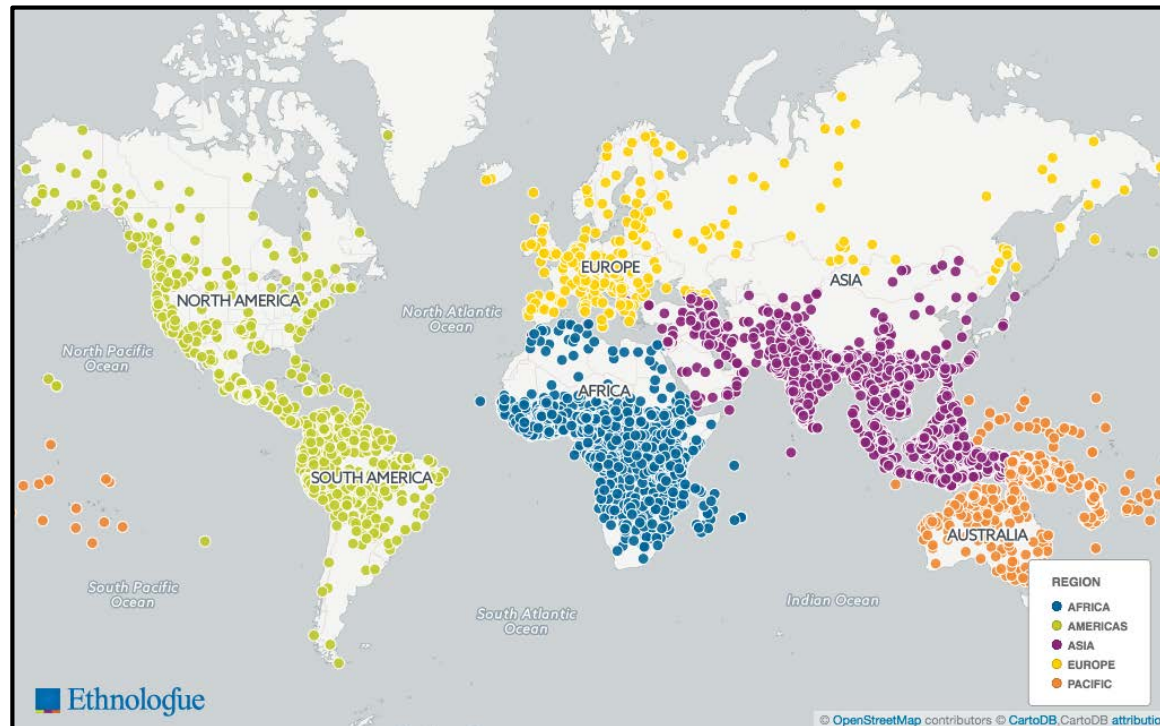 EUROPE
ASIA
NORTH AMERICA
North Atlantic
Ocean
North Pacific
Ocean
AFRICA
SOUTH AMERICA
AUSTRALIA
South Pacific
Ocean
South Atlantic
Ocean
Indian Ocean
REGION
AFRICA
AMERICAS
ASIA
EUROPE
PACIFIC
Ethnologue
© OpenStreetMap contributors © CartoDB,CartoDB attributio